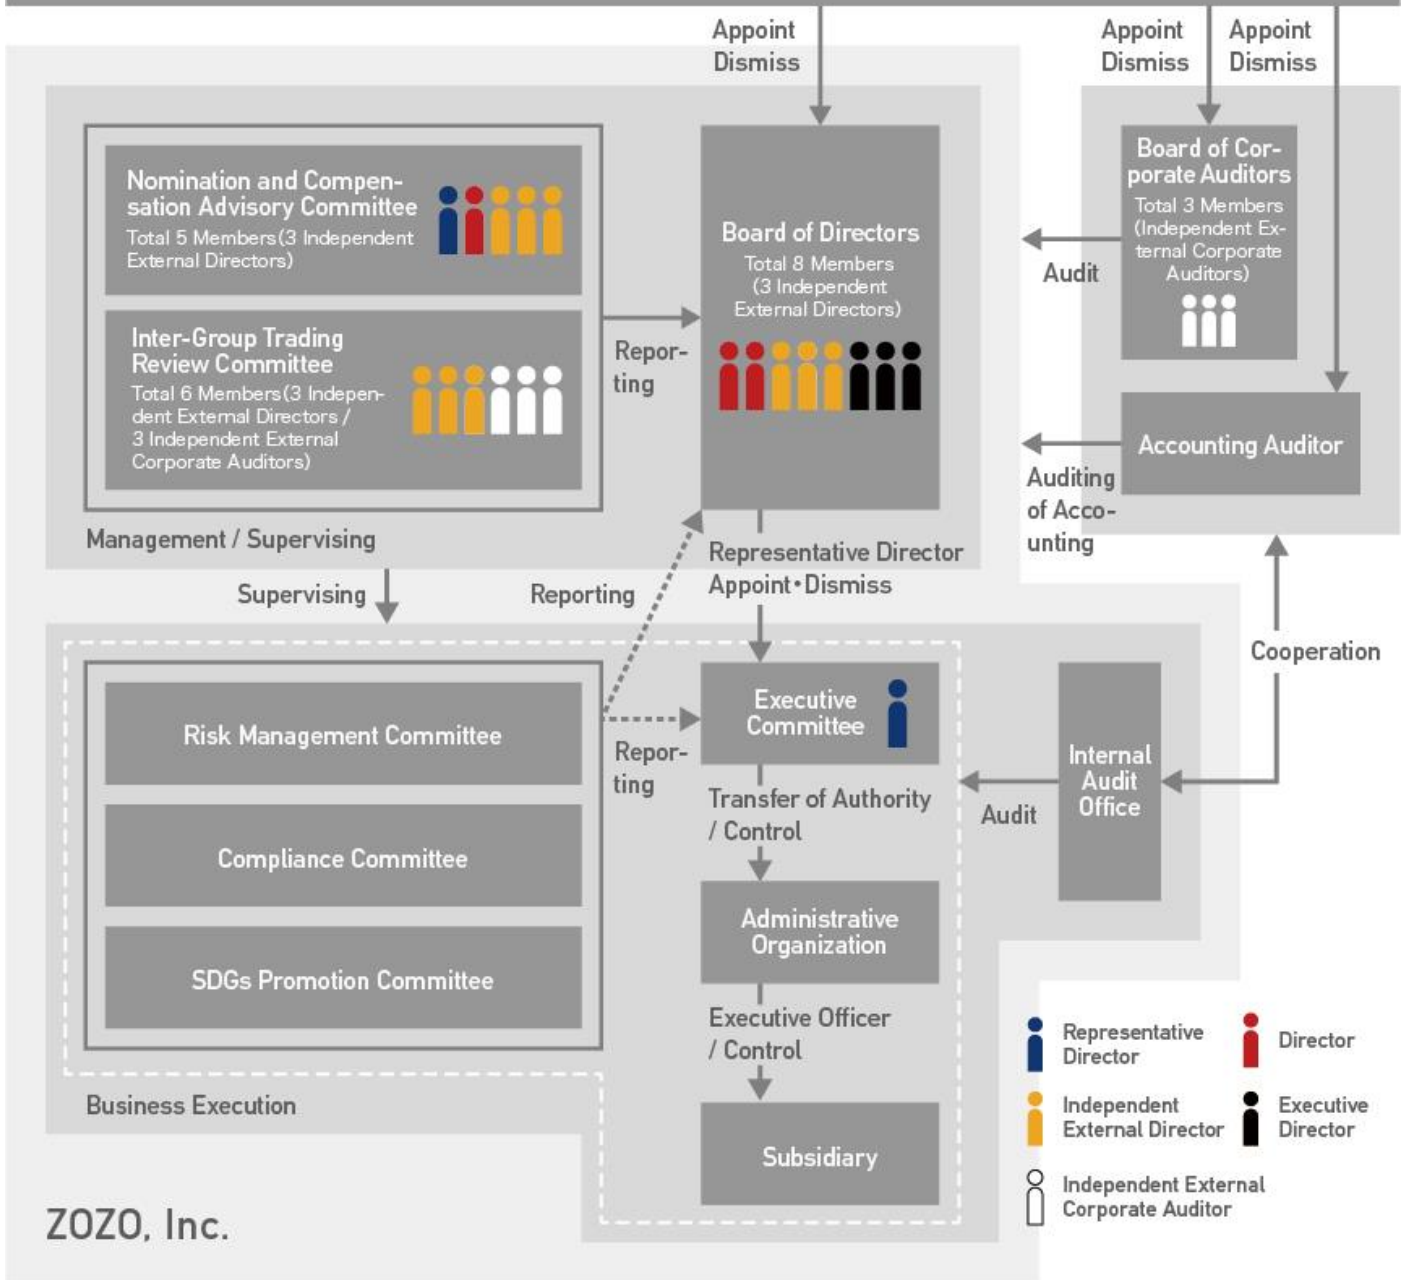 Appoint
Dismiss
Appoint
Dismiss
Appoint
Dismiss
Nomination and Compen-
sation Advisory Committee
Total 5 Members(3 Independent
External Directors)
Inter-Group Trading
Review Committee
Total 6 Members(3 Indepen-
dent External Directors /
3 Independent External
Corporate Auditors)
Repor-
ting
Board of Directors
Total 8 Members
(3 Independent
External Directors)
Board of Cor-
porate Auditors
Total 3 Members
(Independent Ex-
ternal Corporate
Auditors)
Audit
Accounting Auditor
Auditing
of Acco-
unting
Management / Supervising
Supervising
Reporting
Representative Director
Appoint・Dismiss
Cooperation
Risk Management Committee
Compliance Committee
SDGs Promotion Committee
Repor-
ting
Executive
Committee
Transfer of Authority
/ Control
Administrative
Organization
Executive Officer
/ Control
Subsidiary
Audit
Internal
Audit
Office
Business Execution
ZOZO, Inc.
Representative
Director
Director
Independent
External Director
Executive
Director
Independent External
Corporate Auditor